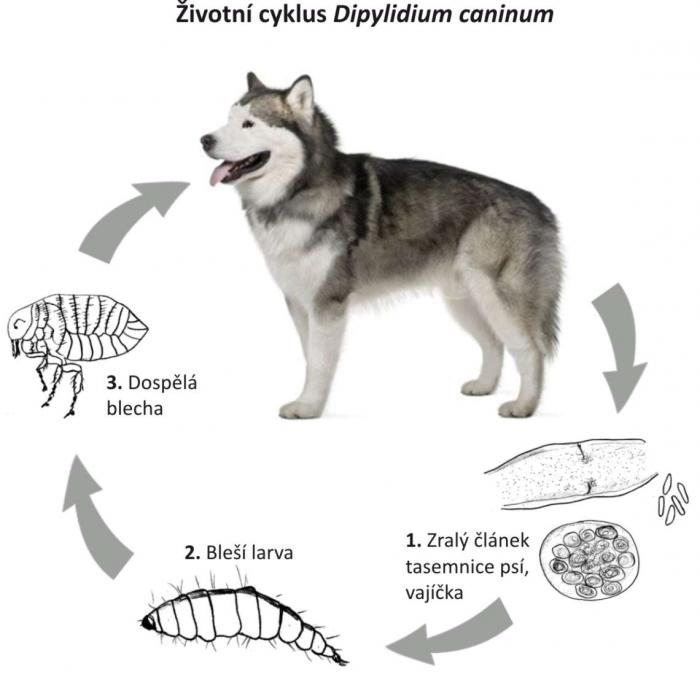 Životní cyklus Dipylidium caninum
3. Dospělá
blecha
2. Bleší larva
1. Zralý článek
tasemnice psí,
vajíčka